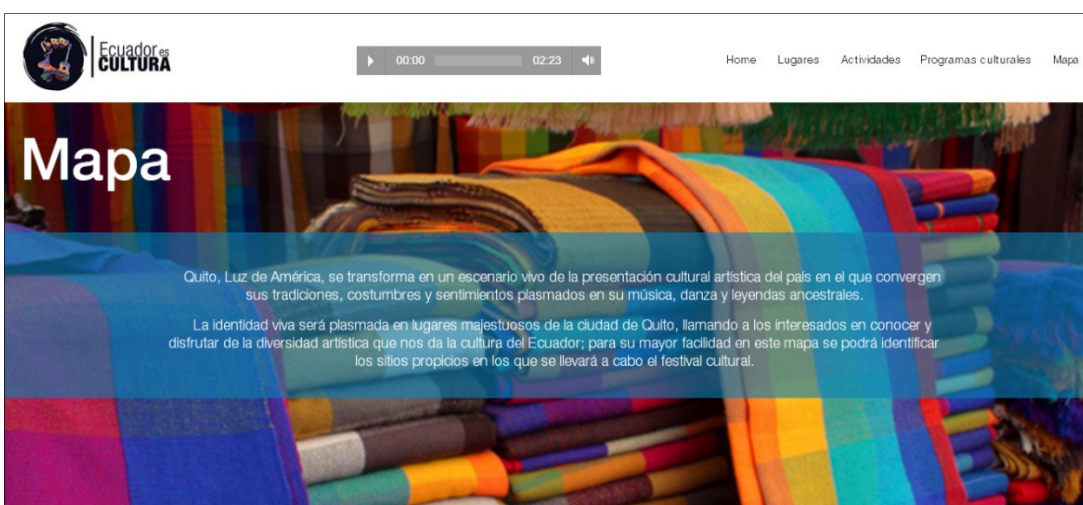 Ecuador es
CULTURA
00:00 02:23
Home Lugares Actividades Programas culturales Mapa
Mapa
Quito, Luz de América, se transforma en un escenario vivo de la presentación cultural artística del país en el que convergen
sus tradiciones, costumbres y sentimientos plasmados en su música, danza y leyendas ancestrales.
La identidad viva será plasmada en lugares majestuosos de la ciudad de Quito, llamando a los interesados en conocer y
disfrutar de la diversidad artística que nos da la cultura del Ecuador; para su mayor facilidad en este mapa se podrá identificar
los sitios propicios en los que se llevará a cabo el festival cultural.